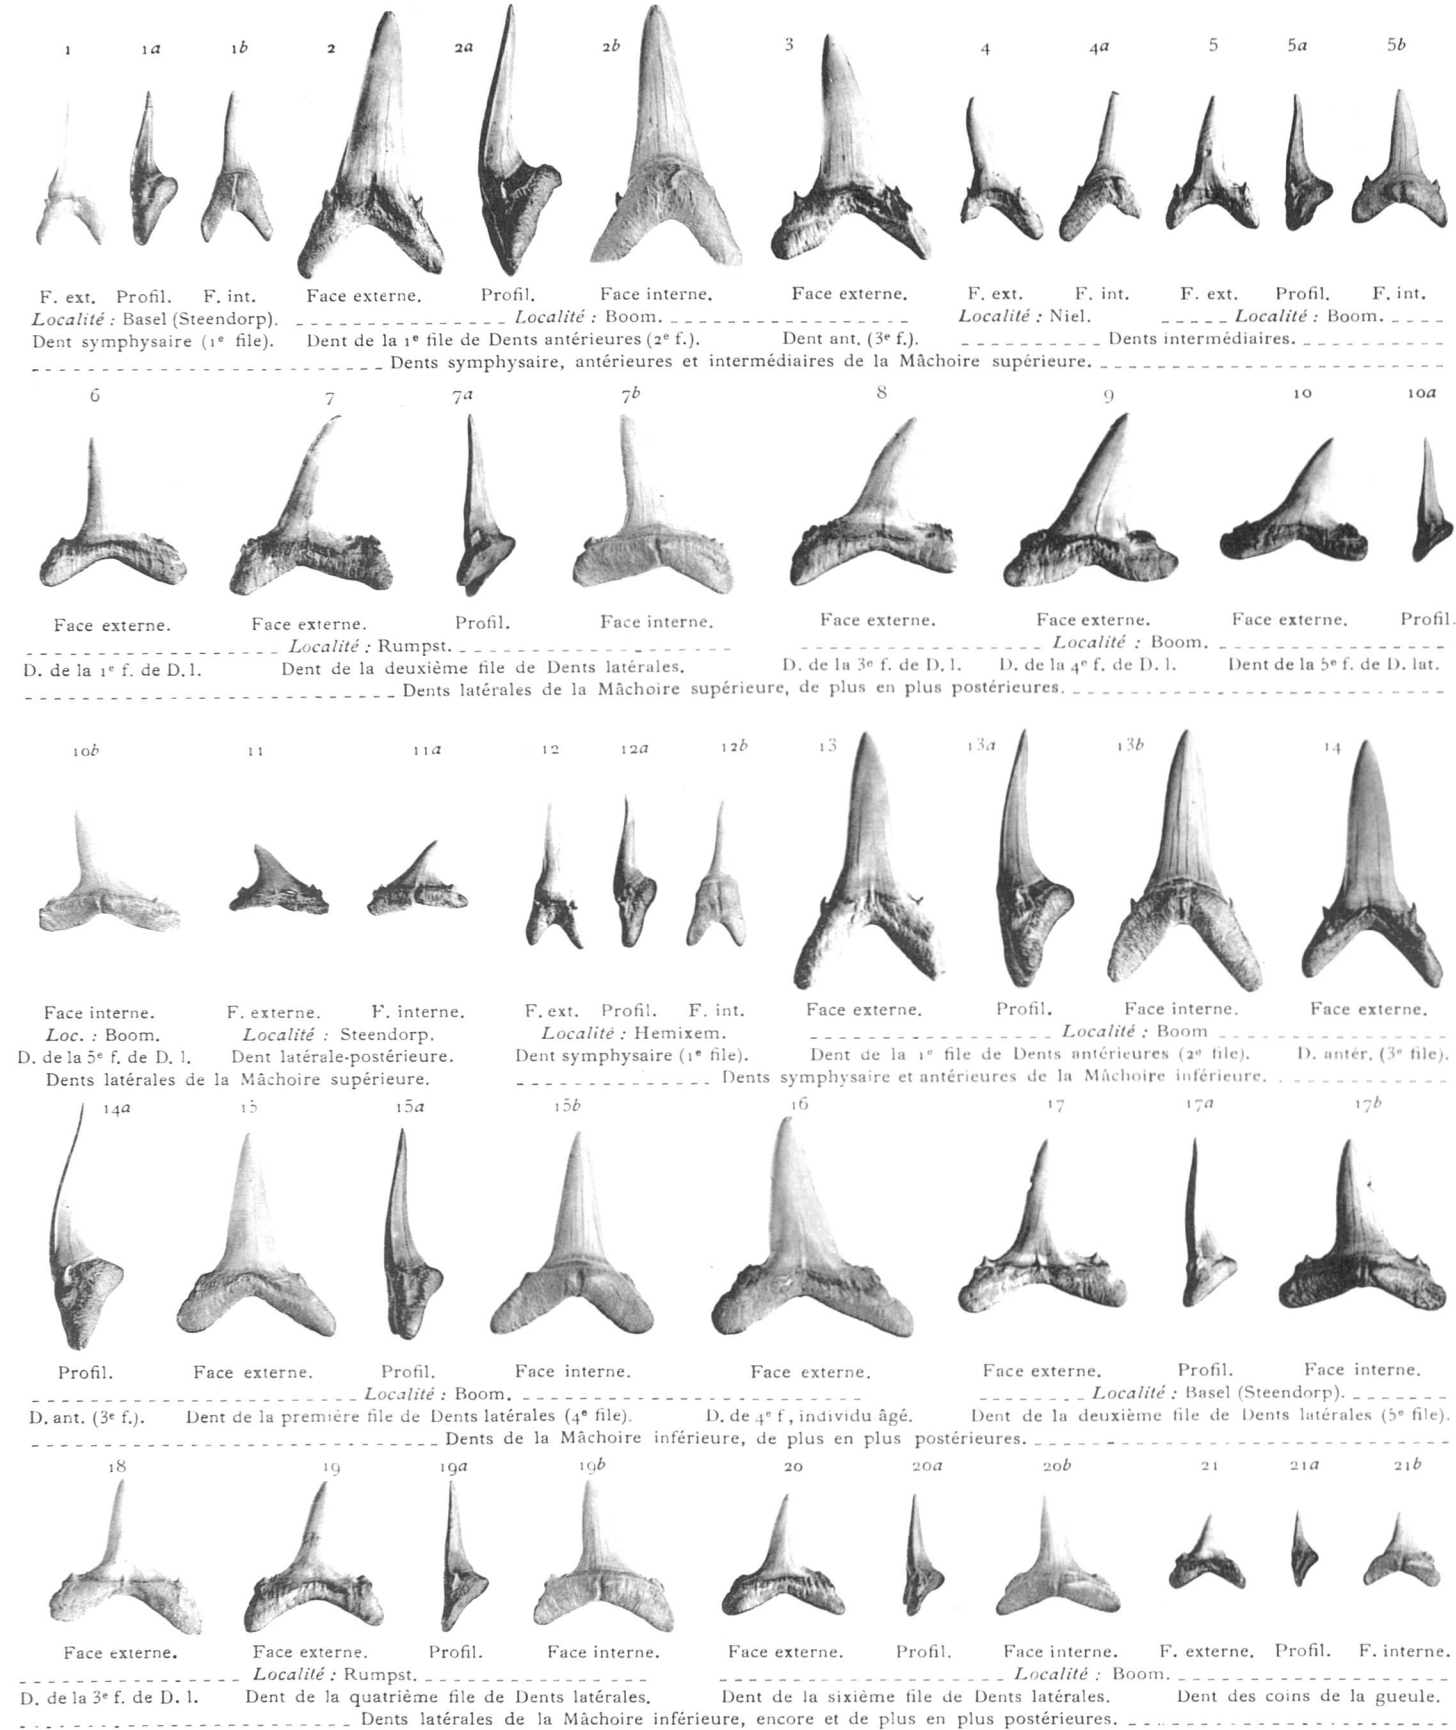 1 1a 1b 2 2a 2b 3 4 4a 5 5a 5b
F. ext. Profil. F. int. Face externe. Profil. Face interne. Face externe. F. ext. F. int. F. ext. Profil. F. int.
Localité : Basel (Steendorp). Localité : Boom. Localité : Niel. Localité : Boom.
Dent symphysaire (1e file). Dent de la 1e file de Dents antérieures (2e f.). Dent ant. (3e f.). Dents intermédiaires.
Dents symphysaire, antérieures et intermédiaires de la Mâchoire supérieure.
6 7 7a 7b 8 9 10 10a
Face externe. Face externe. Profil. Face interne. Face externe. Face externe. Face externe. Profil.
Localité : Rumpst. Localité : Boom.
D. de la 1e f. de D. l. Dent de la deuxième file de Dents latérales. D. de la 3e f. de D. l. D. de la 4e f. de D. l. Dent de la 5e f. de D. lat.
Dents latérales de la Mâchoire supérieure, de plus en plus postérieures.
10b 11 11a 12 12a 12b 13 13a 13b 14
Face interne. F. externe. F. interne. F. ext. Profil. F. int. Face externe. Profil. Face interne. Face externe.
Loc. : Boom. Localité : Steendorp. Localité : Hemixem. Localité : Boom
D. de la 5e f. de D. l. Dent latérale-postérieure. Dent symphysaire (1e file). Dent de la 1e file de Dents antérieures (2e file). D. antér. (3e file).
Dents latérales de la Mâchoire supérieure. Dents symphysaire et antérieures de la Mâchoire inférieure.
14a 15 15a 15b 16 17 17a 17b
Profil. Face externe. Profil. Face interne. Face externe. Face externe. Profil. Face interne.
Localité : Boom. Localité : Basel (Steendorp).
D. ant. (3e f.). Dent de la première file de Dents latérales (4e file). D. de 4e f, individu âgé. Dent de la deuxième file de Dents latérales (5e file).
Dents de la Mâchoire inférieure, de plus en plus postérieures.
18 19 19a 19b 20 20a 20b 21 21a 21b
Face externe. Face externe. Profil. Face interne. Face externe. Profil. Face interne. F. externe. Profil. F. interne.
Localité : Rumpst. Localité : Boom.
D. de la 3e f. de D. l. Dent de la quatrième file de Dents latérales. Dent de la sixième file de Dents latérales. Dent des coins de la gueule.
Dents latérales de la Mâchoire inférieure, encore et de plus en plus postérieures.